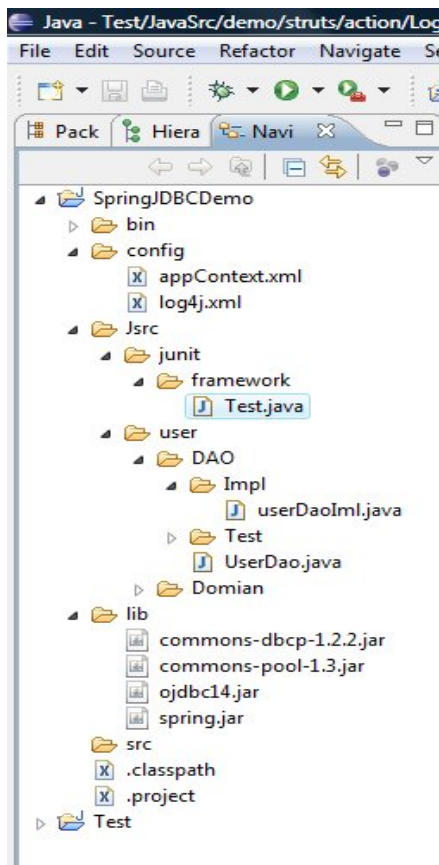 Java - Test/JavaSrc/demo/struts/action/Log
File Edit Source Refactor Navigate Se
Pack Hiera Navi
SpringJDBCDemo
bin
config
appContext.xml
log4j.xml
Jsrc
junit
framework
Test.java
user
DAO
Impl
userDaoIml.java
Test
UserDao.java
Domian
lib
commons-dbcp-1.2.2.jar
commons-pool-1.3.jar
ojdbc14.jar
spring.jar
src
.classpath
.project
Test